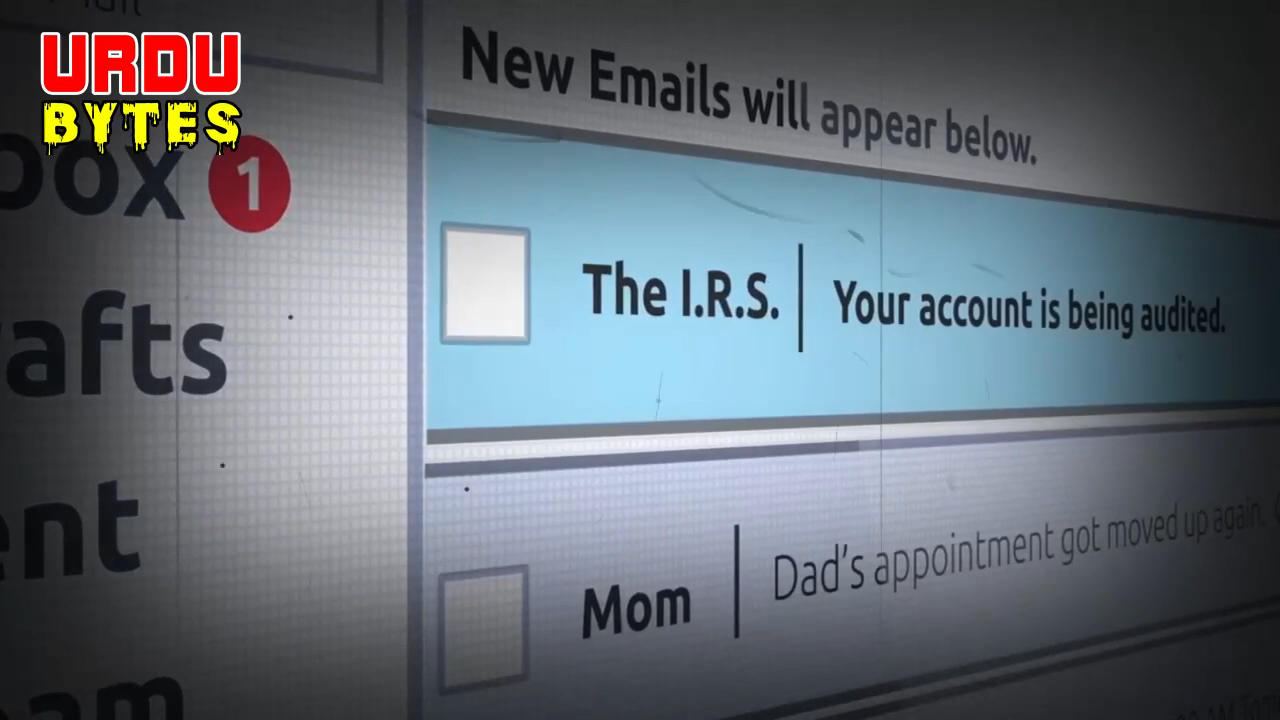 URDU
BYTES
New Emails will appear below.
1
The I.R.S. | Your account is being audited.
Mom | Dad's appointment got moved up again.